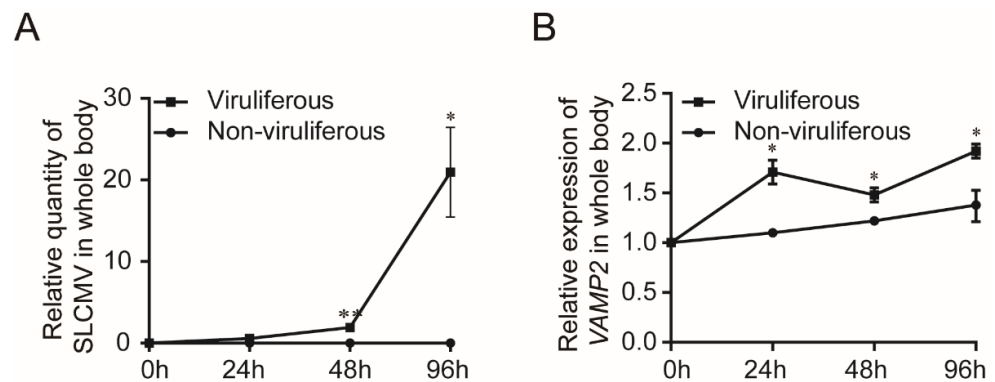 A
Relative quantity of
SLCMV in whole body
30
20
10
0
Viruliferous
Non-viruliferous
**
*
0h 24h 48h 96h
B
Relative expression of
VAMP2 in whole body
2.5
2.0
1.5
1.0
0.5
0.0
Viruliferous
Non-viruliferous
*
*
*
0h 24h 48h 96h